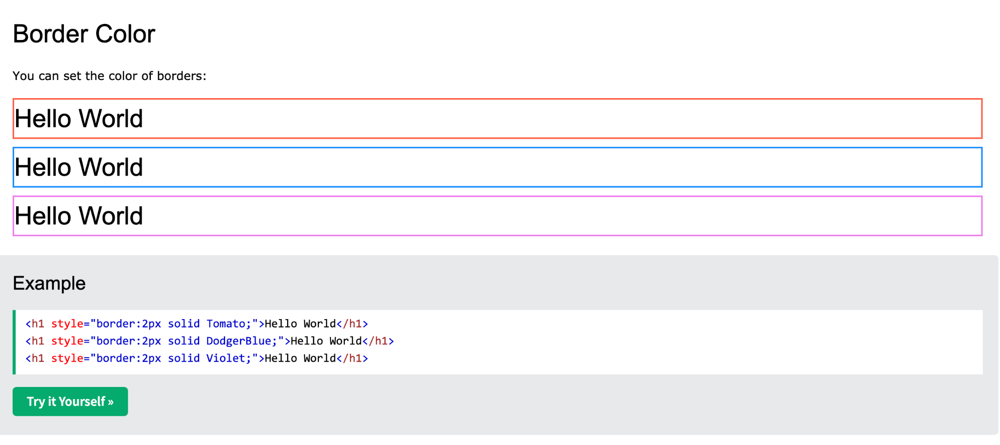 Border Color
You can set the color of borders:
Hello World
Hello World
Hello World
Example
<h1 style="border:2px solid Tomato;">Hello World</h1>
<h1 style="border:2px solid DodgerBlue;">Hello World</h1>
<h1 style="border:2px solid Violet;">Hello World</h1>
Try it Yourself »